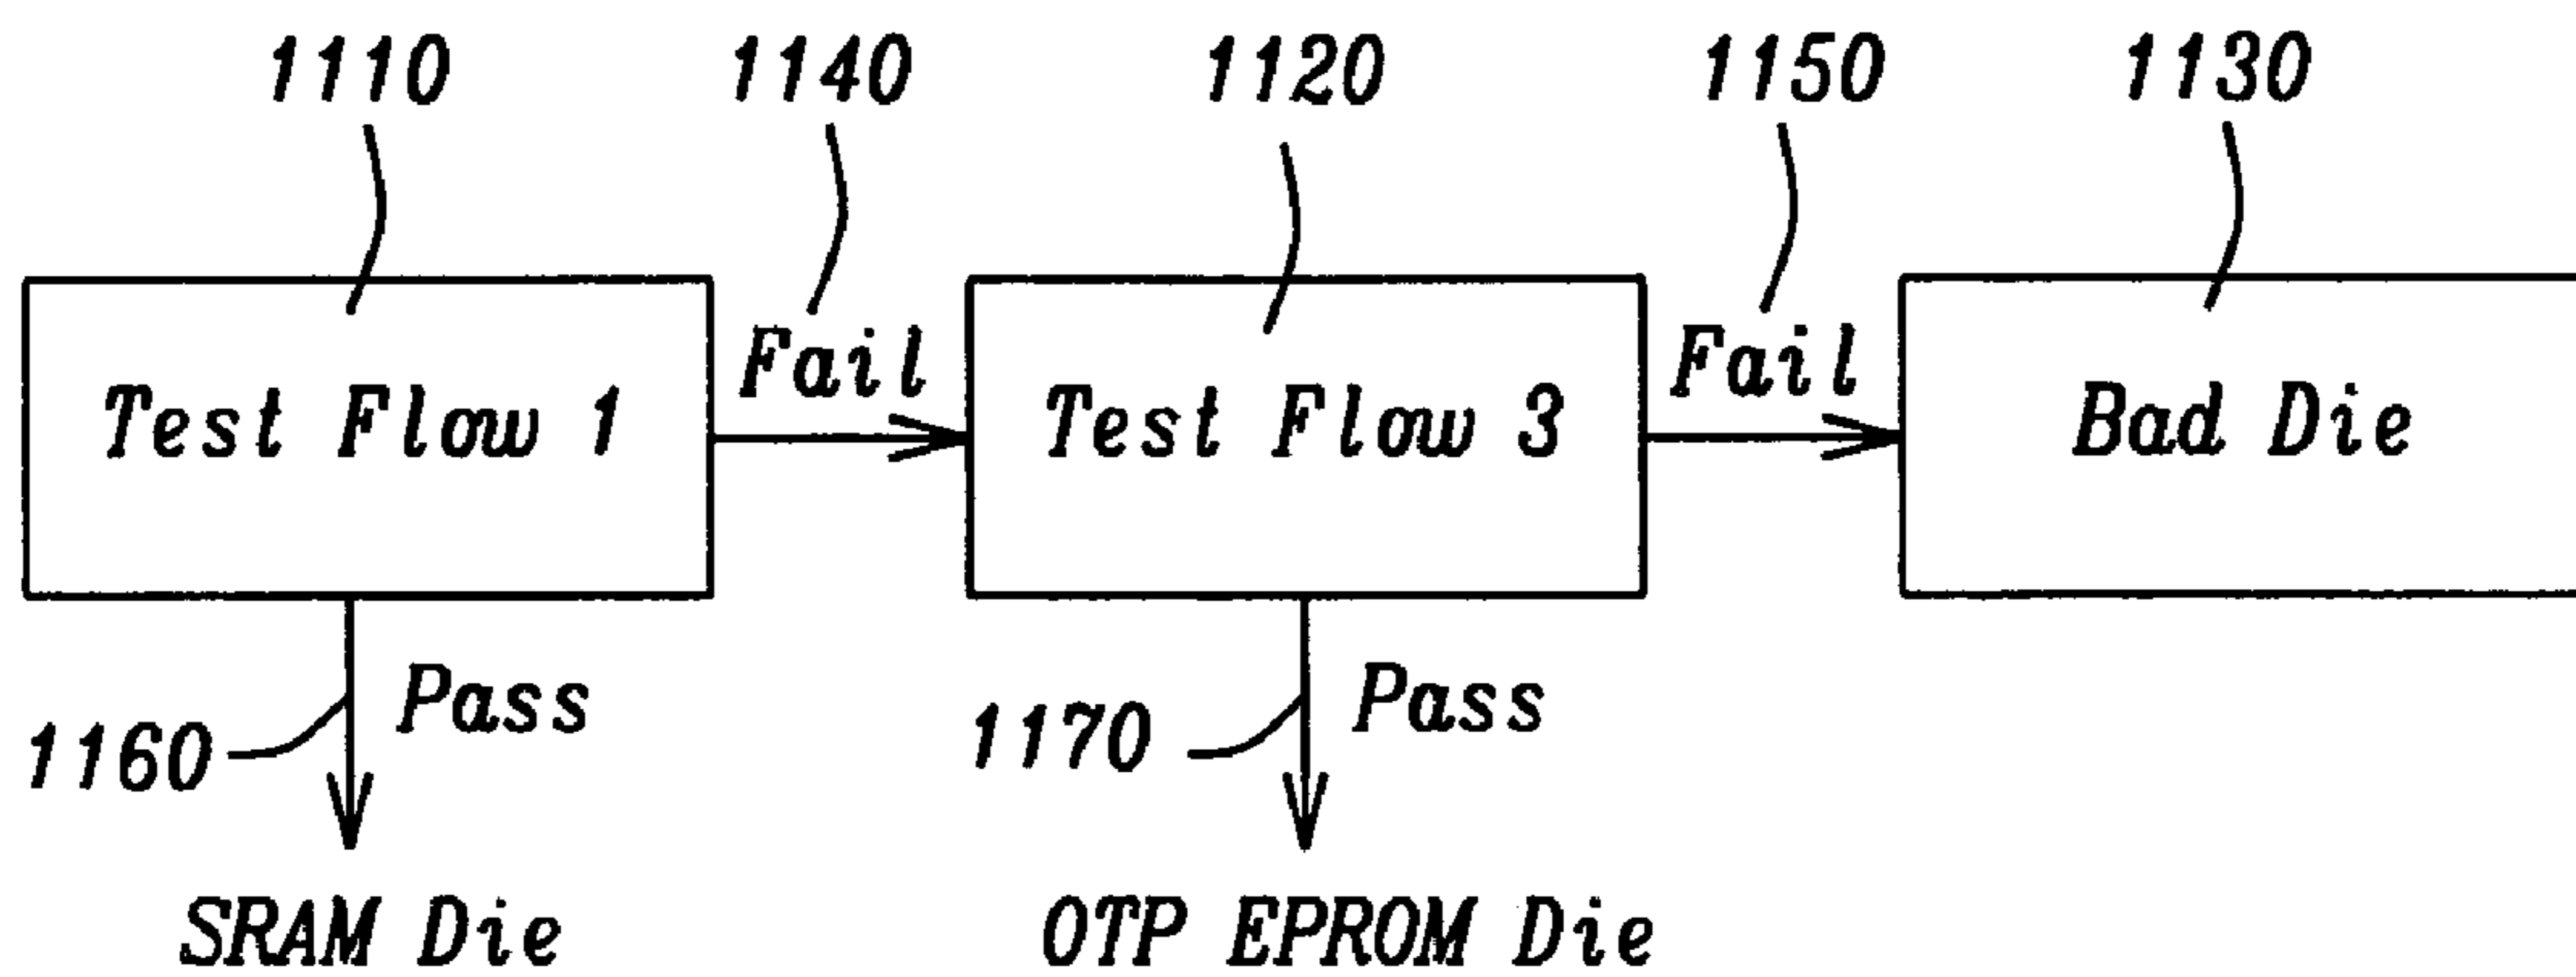 1110 1140 1120 1150 1130
Fail Fail
Test Flow 1 Test Flow 3 Bad Die
Pass Pass
1160 1170
SRAM Die OTP EPROM Die